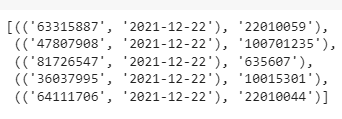 [(('63315887', '2021-12-22'), '22010059'),
(('47807908', '2021-12-22'), '100701235'),
(('81726547', '2021-12-22'), '635607'),
(('36037995', '2021-12-22'), '10015301'),
(('64111706', '2021-12-22'), '22010044')]